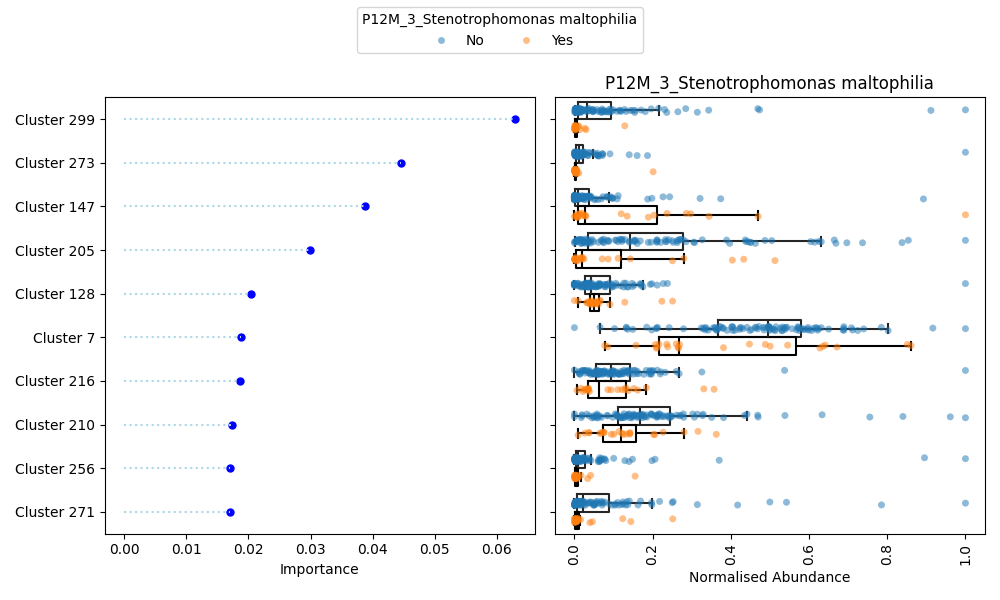 P12M_3_Stenotrophomonas maltophilia
No Yes
P12M_3_Stenotrophomonas maltophilia
Cluster 299
Cluster 273
Cluster 147
Cluster 205
Cluster 128
Cluster 7
Cluster 216
Cluster 210
Cluster 256
Cluster 271
0.00 0.01 0.02 0.03 0.04 0.05 0.06
Importance
0.0 0.2 0.4 0.6 0.8 1.0
Normalised Abundance